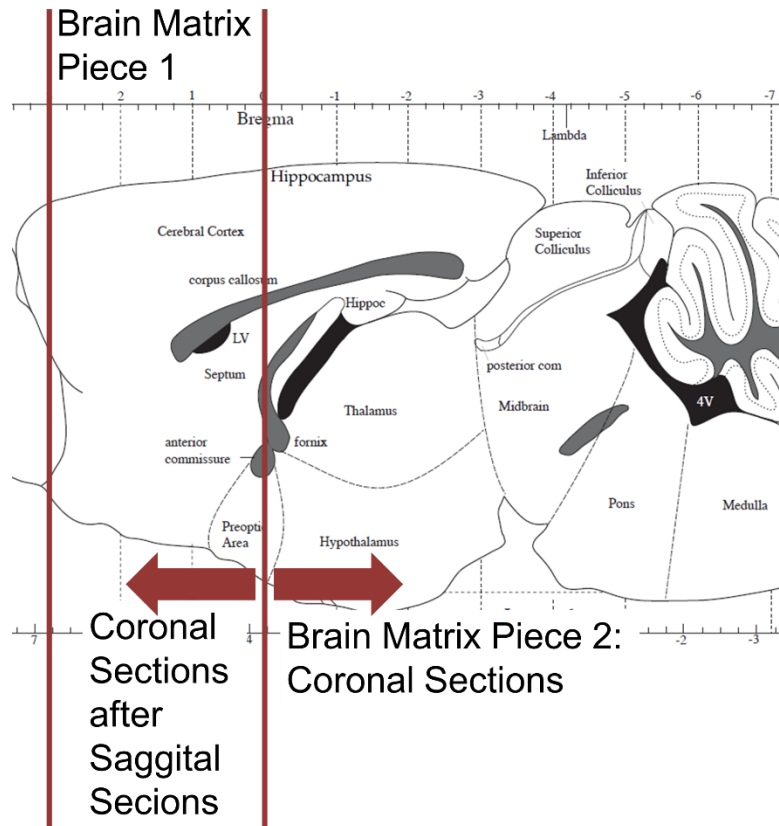 Brain Matrix
Piece 1
2 1 0 -1 -2 -3 -4 -5 -6 -7
Bregma
Lambda
Hippocampus
Inferior
Colliculus
Cerebral Cortex
Superior
Colliculus
corpus callosum
Hippoc
LV
posterior com
Septum
4V
Thalamus
Midbrain
anterior
commissure
fornix
Pons
Medulla
Preoptic
Area
Hypothalamus
7 4 -2 -3
Coronal
Sections
after
Saggital
Secions
Brain Matrix Piece 2:
Coronal Sections